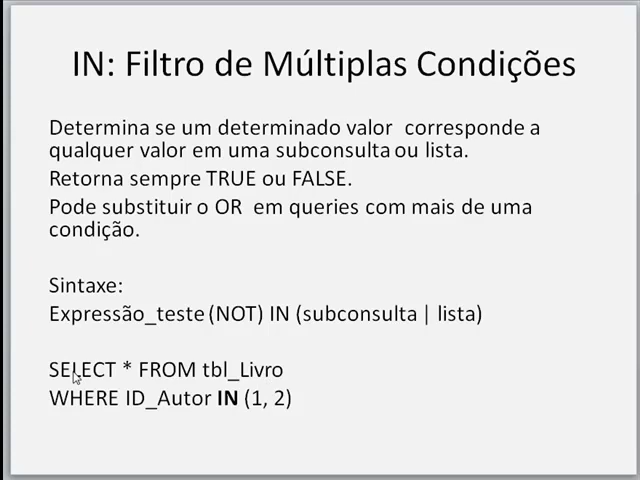 IN: Filtro de Múltiplas Condições
Determina se um determinado valor corresponde a
qualquer valor em uma subconsulta ou lista.
Retorna sempre TRUE ou FALSE.
Pode substituir o OR em queries com mais de uma
condição.
Sintaxe:
Expressão_teste (NOT) IN (subconsulta | lista)
SELECT * FROM tbl_Livro
WHERE ID_Autor IN (1, 2)